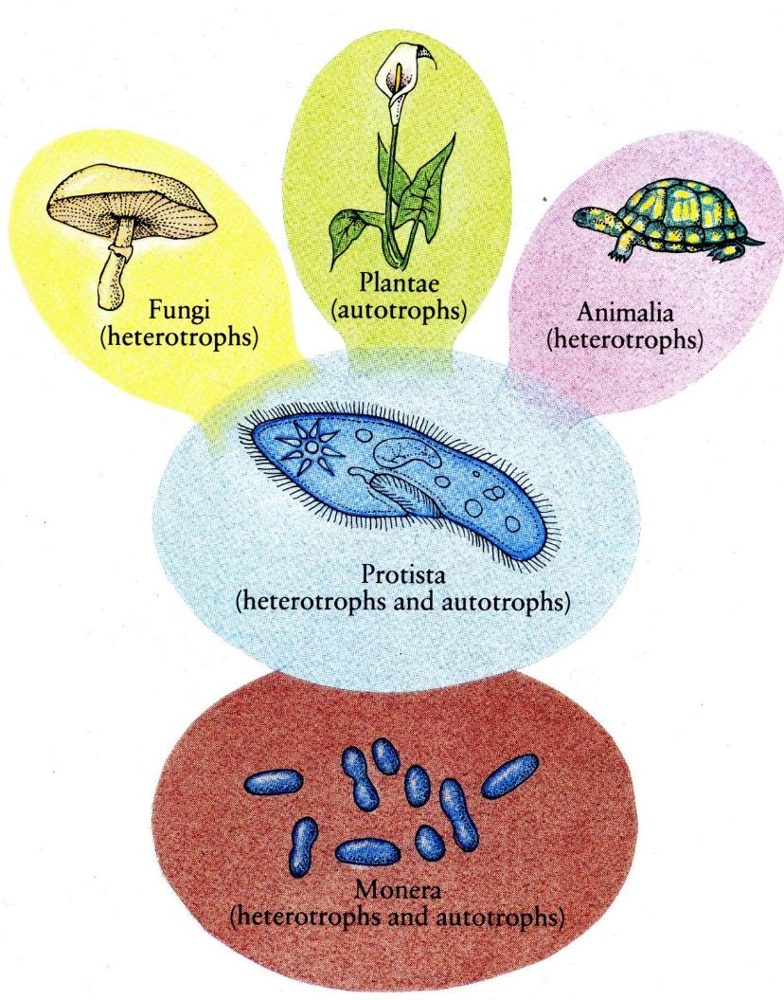 Plantae
(autotrophs)
Fungi
(heterotrophs)
Animalia
(heterotrophs)
Protista
(heterotrophs and autotrophs)
Monera
(heterotrophs and autotrophs)